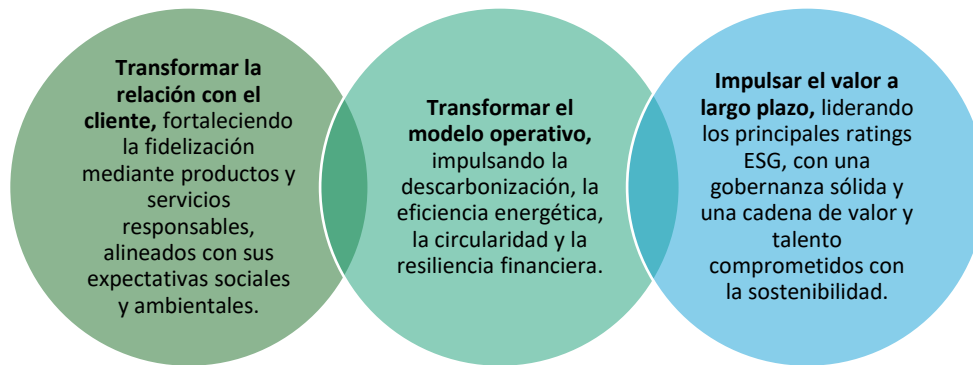 Transformar la
relación con el
cliente, fortaleciendo
la fidelización
mediante productos y
servicios
responsables,
alineados con sus
expectativas sociales
y ambientales.
Transformar el
modelo operativo,
impulsando la
descarbonización, la
eficiencia energética,
la circularidad y la
resiliencia financiera.
Impulsar el valor a
largo plazo, liderando
los principales ratings
ESG, con una
gobernanza sólida y
una cadena de valor y
talento
comprometidos con
la sostenibilidad.